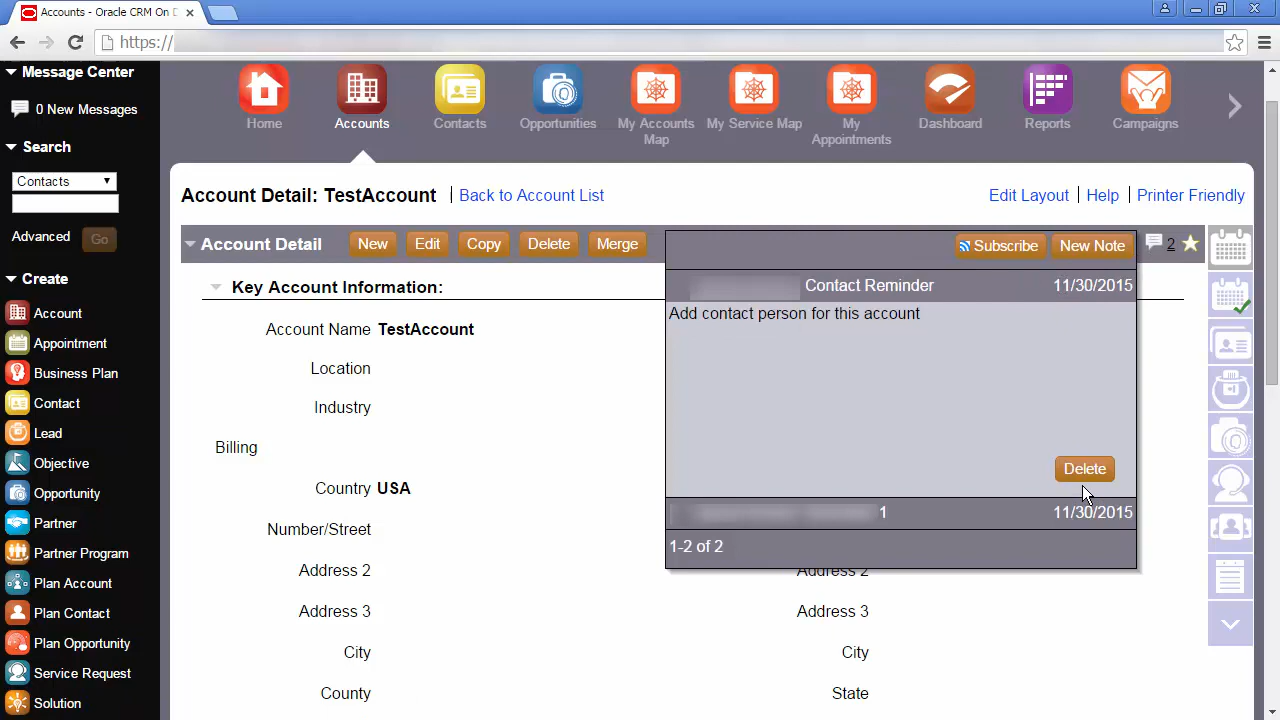 Accounts - Oracle CRM On D
https://
Message Center
0 New Messages
Search
Contacts
Advanced Go
Create
Account
Appointment
Business Plan
Contact
Lead
Objective
Opportunity
Partner
Partner Program
Plan Account
Plan Contact
Plan Opportunity
Service Request
Solution
Home
Accounts
Contacts
Opportunities
My Accounts
Map
My Service Map
My
Appointments
Dashboard
Reports
Campaigns
Account Detail: TestAccount Back to Account List Edit Layout Help Printer Friendly
Account Detail New Edit Copy Delete Merge
2
Key Account Information:
Account Name TestAccount
Location
Industry
Billing
Country USA
Number/Street
Address 2
Address 3
City
County
Subscribe New Note
Contact Reminder 11/30/2015
Add contact person for this account
Delete
1 11/30/2015
1-2 of 2
Address 2
Address 3
City
State